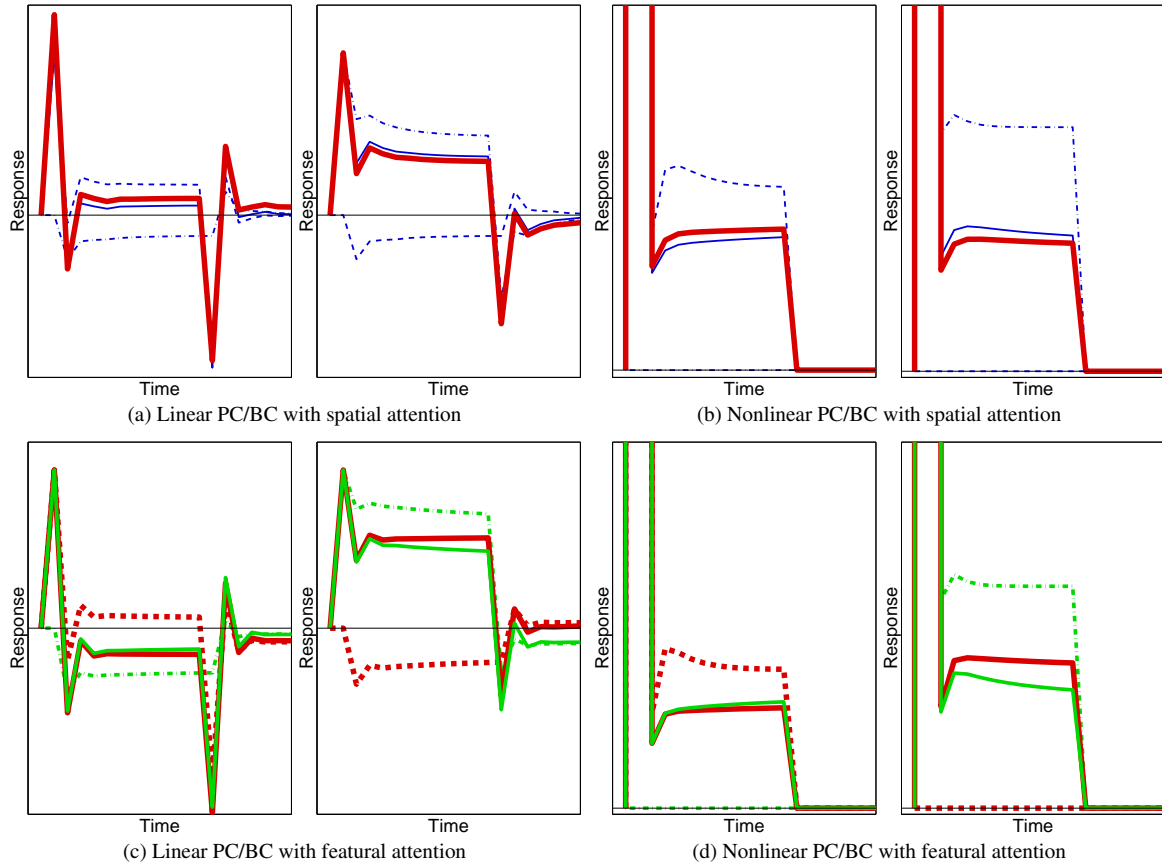 Response
Response
Response
Response
Time
Time
Time
Time
(a) Linear PC/BC with spatial attention
(b) Nonlinear PC/BC with spatial attention
Response
Response
Response
Response
Time
Time
Time
Time
(c) Linear PC/BC with featural attention
(d) Nonlinear PC/BC with featural attention